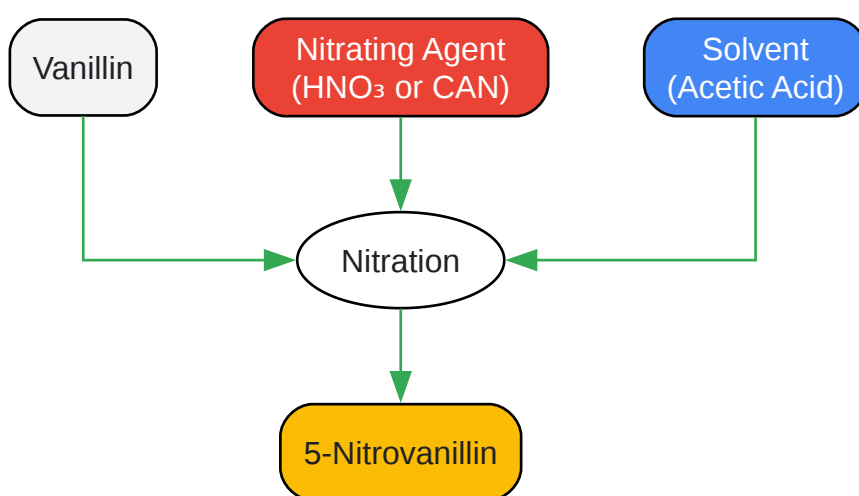 Vanillin
Nitrating Agent
(HNO₃ or CAN)
Solvent
(Acetic Acid)
Nitration
5-Nitrovanillin